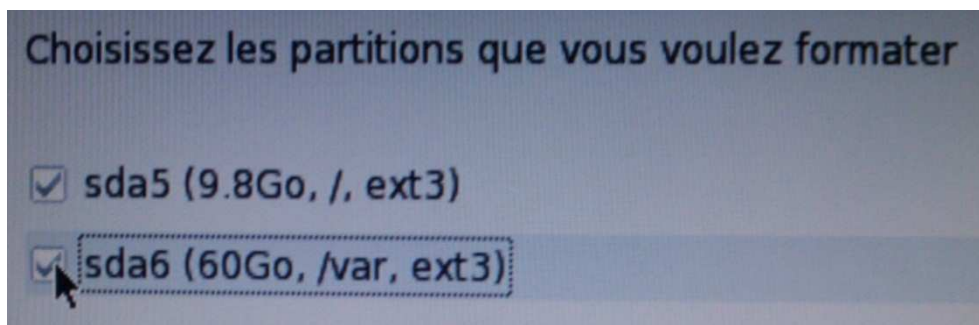 Choisissez les partitions que vous voulez formater
sda5 (9.8Go, /, ext3)
sda6 (60Go, /var, ext3)